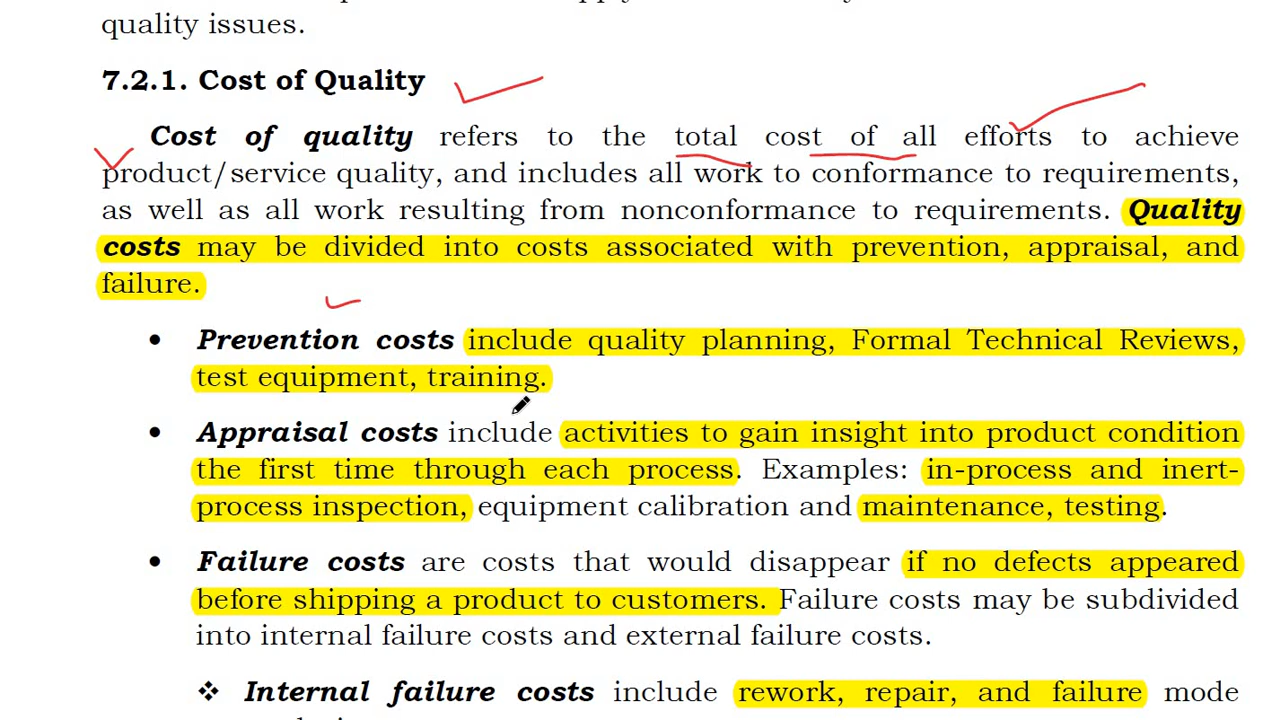 quality issues.
7.2.1. Cost of Quality
Cost of quality refers to the total cost of all efforts to achieve
product/service quality, and includes all work to conformance to requirements,
as well as all work resulting from nonconformance to requirements. Quality
costs may be divided into costs associated with prevention, appraisal, and
failure.
• Prevention costs include quality planning, Formal Technical Reviews,
test equipment, training.
• Appraisal costs include activities to gain insight into product condition
the first time through each process. Examples: in-process and inert-
process inspection, equipment calibration and maintenance, testing.
• Failure costs are costs that would disappear if no defects appeared
before shipping a product to customers. Failure costs may be subdivided
into internal failure costs and external failure costs.
❖ Internal failure costs include rework, repair, and failure mode